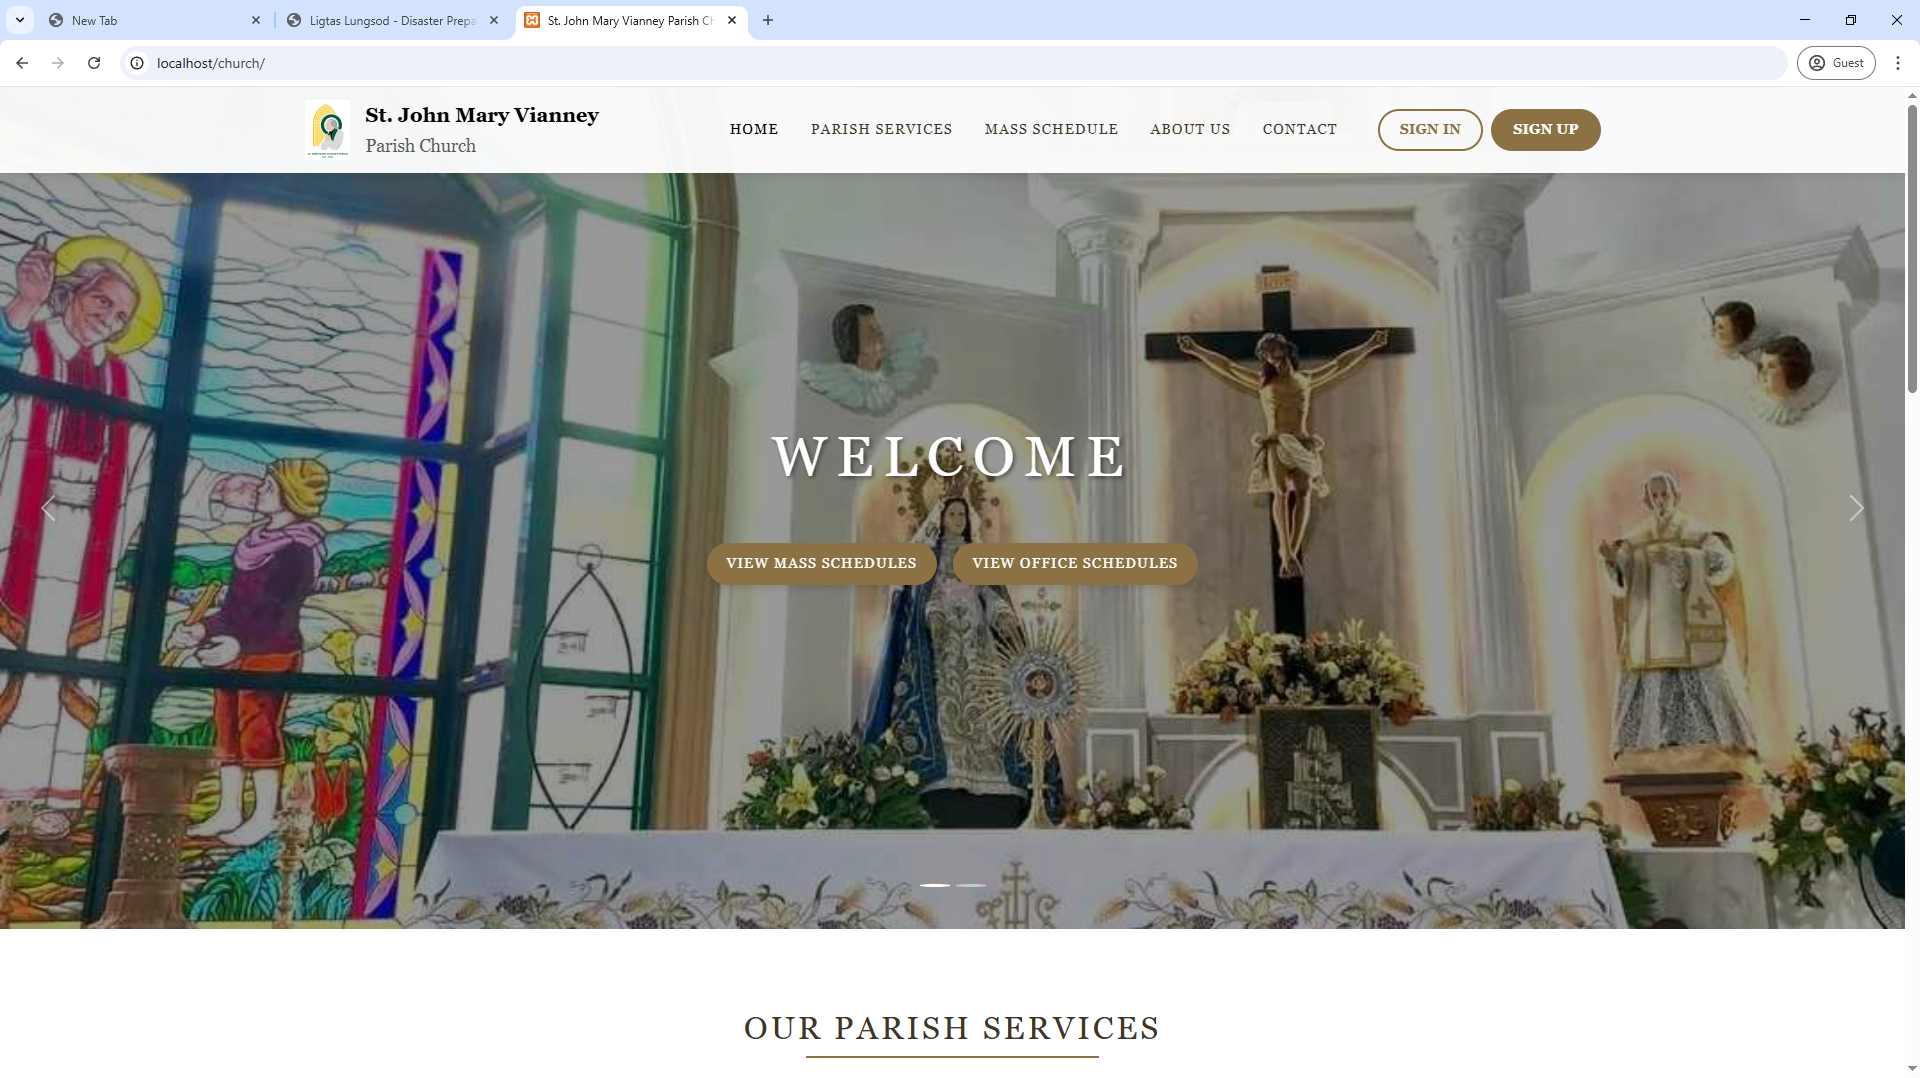 New Tab
Ligtas Lungsod - Disaster Prepa
St. John Mary Vianney Parish Ch
localhost/church/
Guest
St. John Mary Vianney
Parish Church
HOME
PARISH SERVICES
MASS SCHEDULE
ABOUT US
CONTACT
SIGN IN
SIGN UP
WELCOME
VIEW MASS SCHEDULES
VIEW OFFICE SCHEDULES
OUR PARISH SERVICES